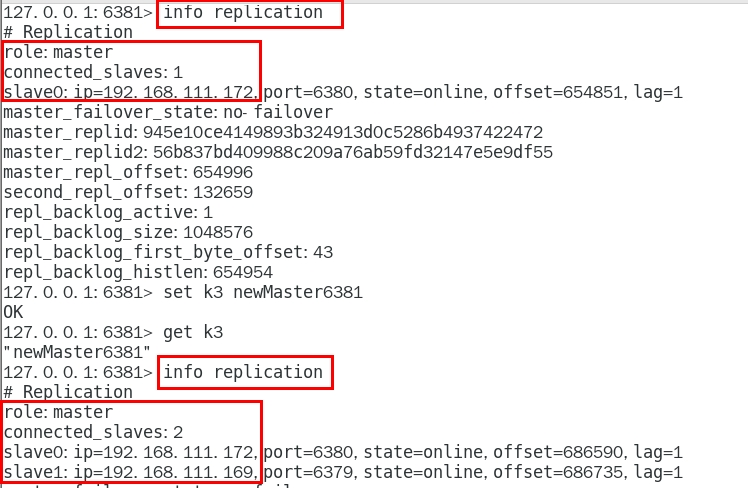 127.0.0.1:6381> info replication
# Replication
role:master
connected_slaves:1
slave0:ip=192.168.111.172,port=6380,state=online,offset=654851,lag=1
master_failover_state:no-failover
master_replid:945e10ce4149893b324913d0c5286b4937422472
master_replid2:56b837bd409988c209a76ab59fd32147e5e9df55
master_repl_offset:654996
second_repl_offset:132659
repl_backlog_active:1
repl_backlog_size:1048576
repl_backlog_first_byte_offset:43
repl_backlog_histlen:654954
127.0.0.1:6381> set k3 newMaster6381
OK
127.0.0.1:6381> get k3
"newMaster6381"
127.0.0.1:6381> info replication
# Replication
role:master
connected_slaves:2
slave0:ip=192.168.111.172,port=6380,state=online,offset=686590,lag=1
slave1:ip=192.168.111.169,port=6379,state=online,offset=686735,lag=1